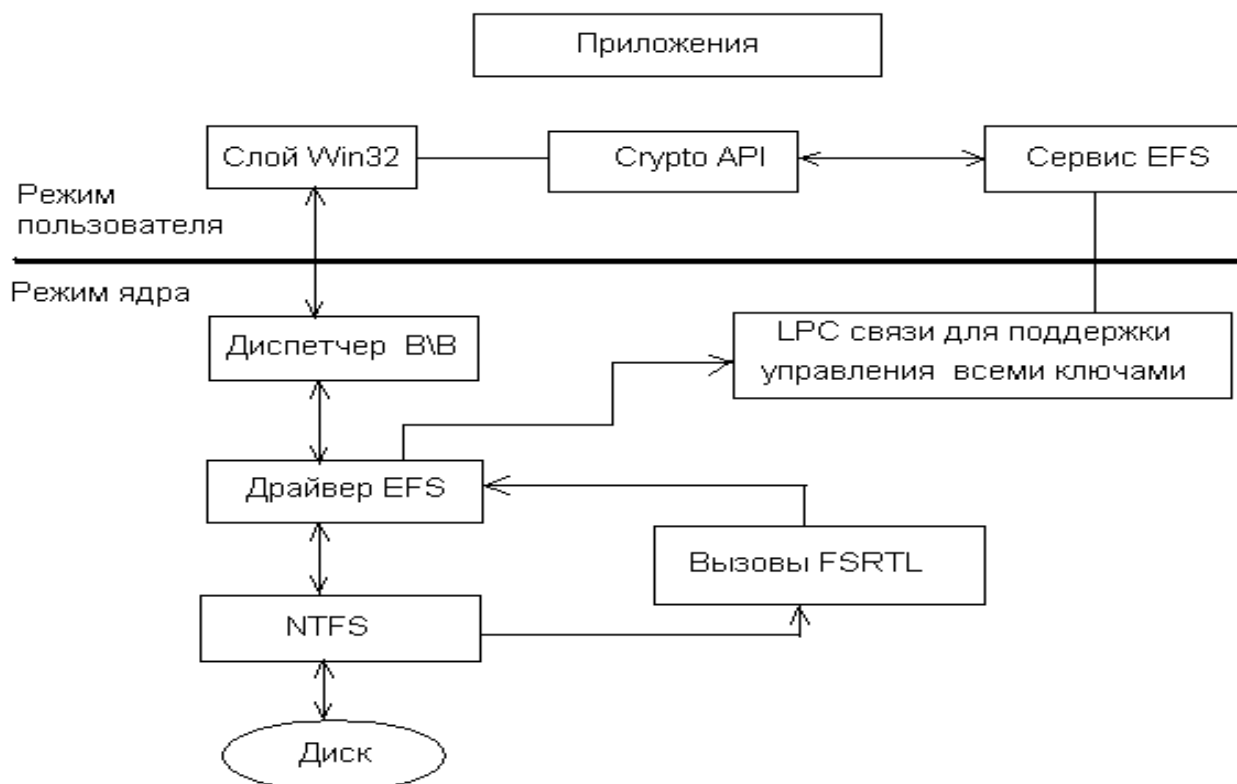 Приложения
Слой Win32
Crypto API
Сервис EFS
Режим
пользователя
Режим ядра
Диспетчер В\В
LPC связи для поддержки
управления всеми ключами
Драйвер EFS
Вызовы FSRTL
NTFS
Диск